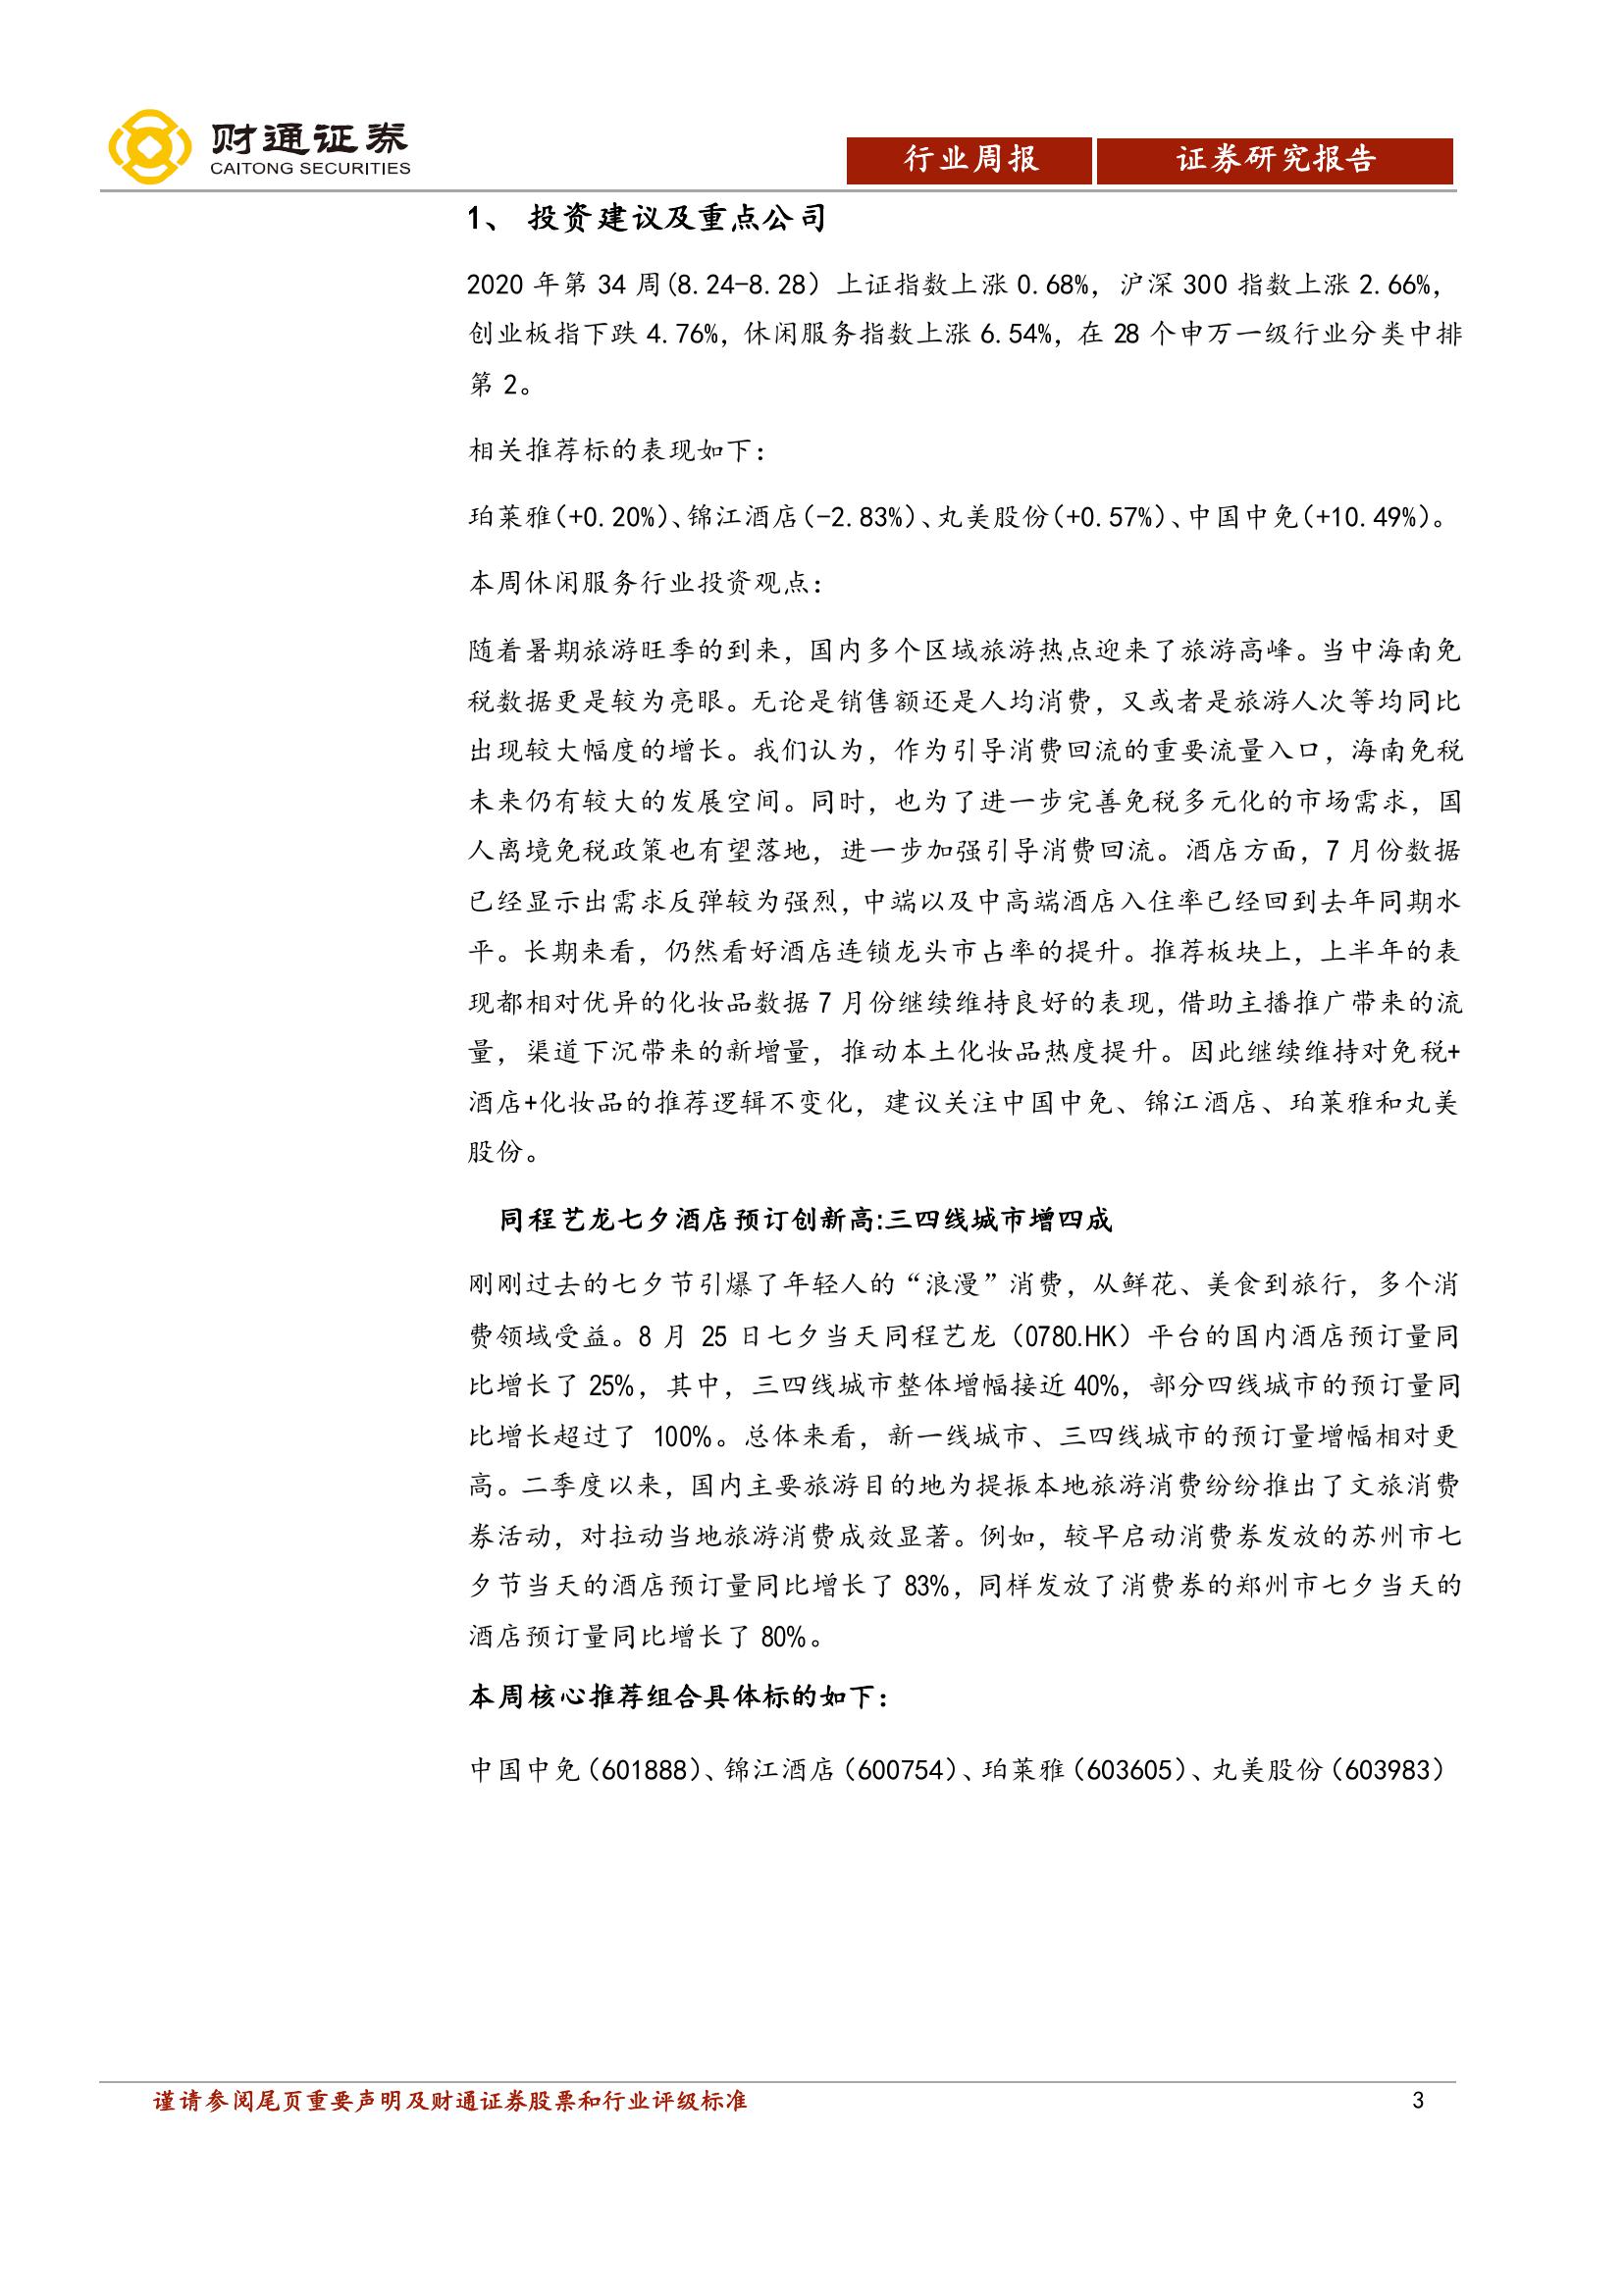 财通证券
CAITONG SECURITIES
行业周报
证券研究报告
1、 投资建议及重点公司
2020 年第 34 周(8.24-8.28) 上证指数上涨 0.68%，沪深 300 指数上涨 2.66%，
创业板指下跌 4.76%，休闲服务指数上涨 6.54%，在 28 个申万一级行业分类中排
第 2。
相关推荐标的表现如下：
珀莱雅(+0.20%)、锦江酒店(-2.83%)、丸美股份(+0.57%)、中国中免(+10.49%)。
本周休闲服务行业投资观点：
随着暑期旅游旺季的到来，国内多个区域旅游热点迎来了旅游高峰。当中海南免
税数据更是较为亮眼。无论是销售额还是人均消费，又或者是旅游人次等均同比
出现较大幅度的增长。我们认为，作为引导消费回流的重要流量入口，海南免税
未来仍有较大的发展空间。同时，也为了进一步完善免税多元化的市场需求，国
人离境免税政策也有望落地，进一步加强引导消费回流。酒店方面，7 月份数据
已经显示出需求反弹较为强烈，中端以及中高端酒店入住率已经回到去年同期水
平。长期来看，仍然看好酒店连锁龙头市占率的提升。推荐板块上，上半年的表
现都相对优异的化妆品数据 7 月份继续维持良好的表现，借助主播推广带来的流
量，渠道下沉带来的新增量，推动本土化妆品热度提升。因此继续维持对免税+
酒店+化妆品的推荐逻辑不变化，建议关注中国中免、锦江酒店、珀莱雅和丸美
股份。
同程艺龙七夕酒店预订创新高:三四线城市增四成
刚刚过去的七夕节引爆了年轻人的“浪漫”消费，从鲜花、美食到旅行，多个消
费领域受益。8 月 25 日七夕当天同程艺龙（0780.HK）平台的国内酒店预订量同
比增长了 25%，其中，三四线城市整体增幅接近 40%，部分四线城市的预订量同
比增长超过了 100%。总体来看，新一线城市、三四线城市的预订量增幅相对更
高。二季度以来，国内主要旅游目的地为提振本地旅游消费纷纷推出了文旅消费
券活动，对拉动当地旅游消费成效显著。例如，较早启动消费券发放的苏州市七
夕节当天的酒店预订量同比增长了 83%，同样发放了消费券的郑州市七夕当天的
酒店预订量同比增长了 80%。
本周核心推荐组合具体标的如下：
中国中免（601888）、锦江酒店（600754）、珀莱雅（603605）、丸美股份（603983）
谨请参阅尾页重要声明及财通证券股票和行业评级标准
3